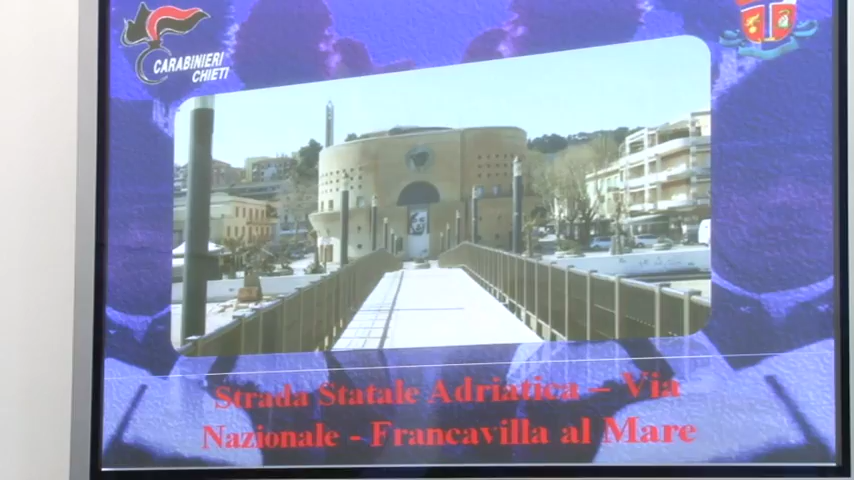 CARABINIERI
CHIETI
Strada Statale Adriatica – Via
Nazionale - Francavilla al Mare